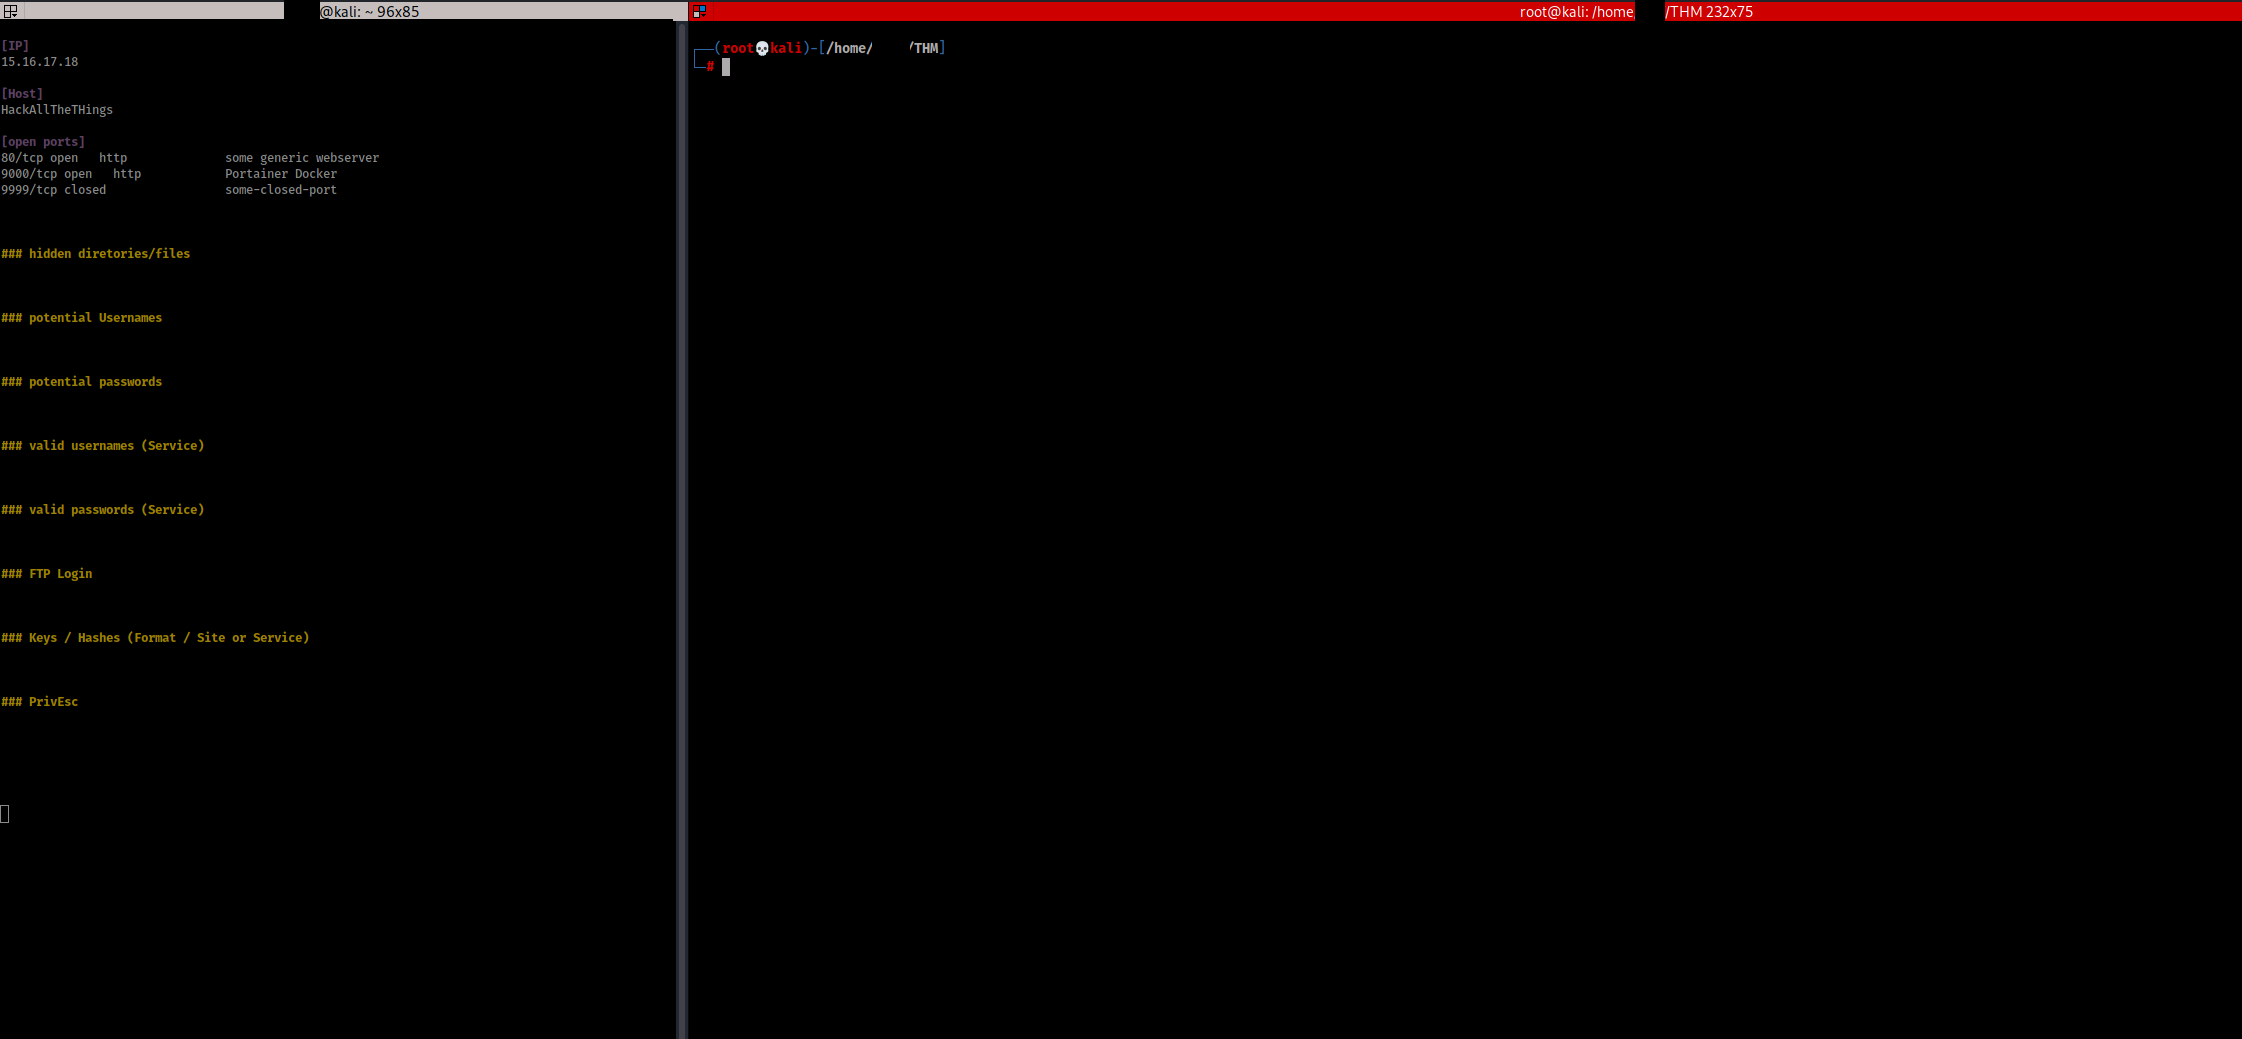 @kali: ~ 96x85
[IP]
15.16.17.18
[Host]
HackAllTheTHings
[open ports]
80/tcp open   http              some generic webserver
9000/tcp open   http            Portainer Docker
9999/tcp closed                 some-closed-port
### hidden diretories/files
### potential Usernames
### potential passwords
### valid usernames (Service)
### valid passwords (Service)
### FTP Login
### Keys / Hashes (Format / Site or Service)
### PrivEsc
root@kali: /home /THM 232x75
(root💀kali)-[/home/ /THM]
#